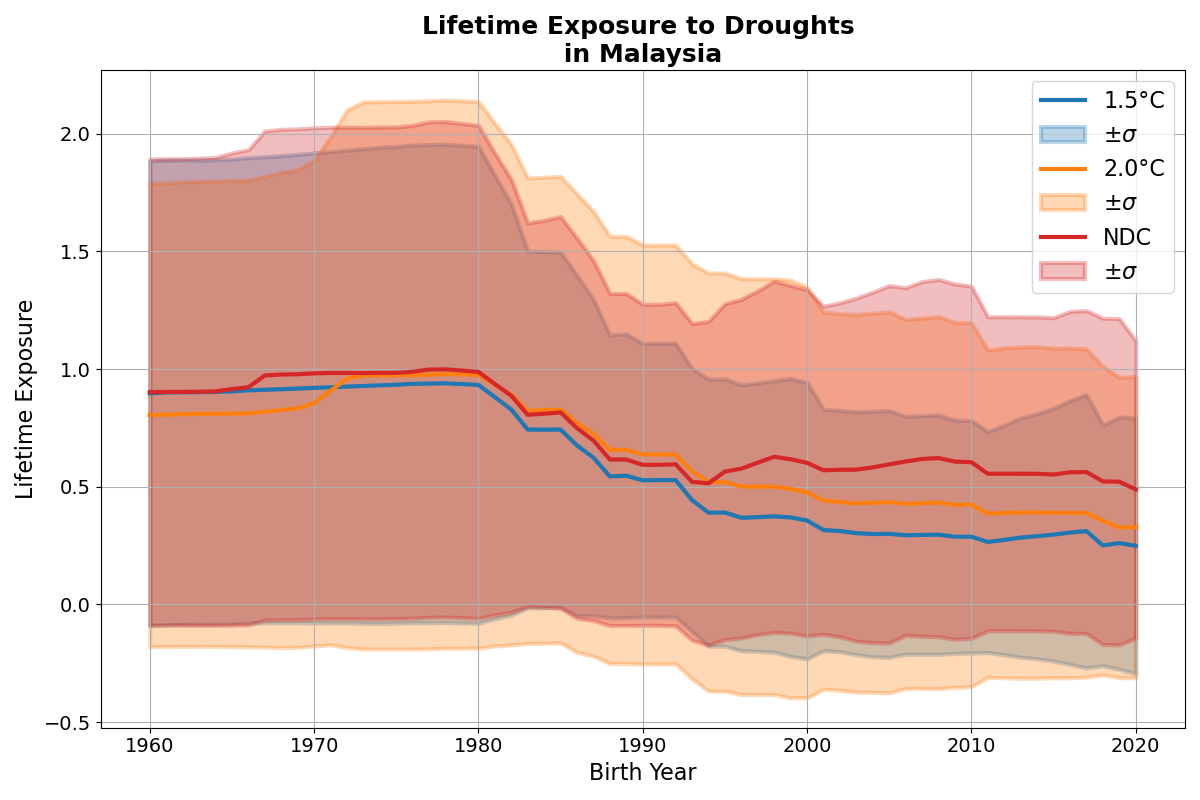 Lifetime Exposure to Droughts
in Malaysia
Lifetime Exposure
2.0
1.5
1.0
0.5
0.0
−0.5
1.5°C
±σ
2.0°C
±σ
NDC
±σ
1960 1970 1980 1990 2000 2010 2020
Birth Year